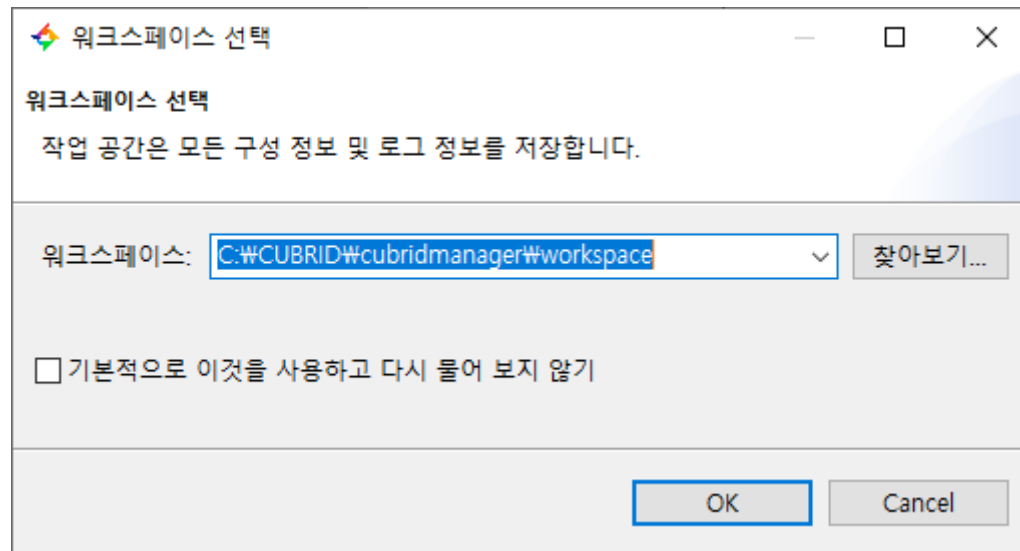 워크스페이스 선택
워크스페이스 선택
작업 공간은 모든 구성 정보 및 로그 정보를 저장합니다.
워크스페이스: C:₩CUBRID₩cubridmanager₩workspace 찾아보기...
기본적으로 이것을 사용하고 다시 물어 보지 않기
OK Cancel